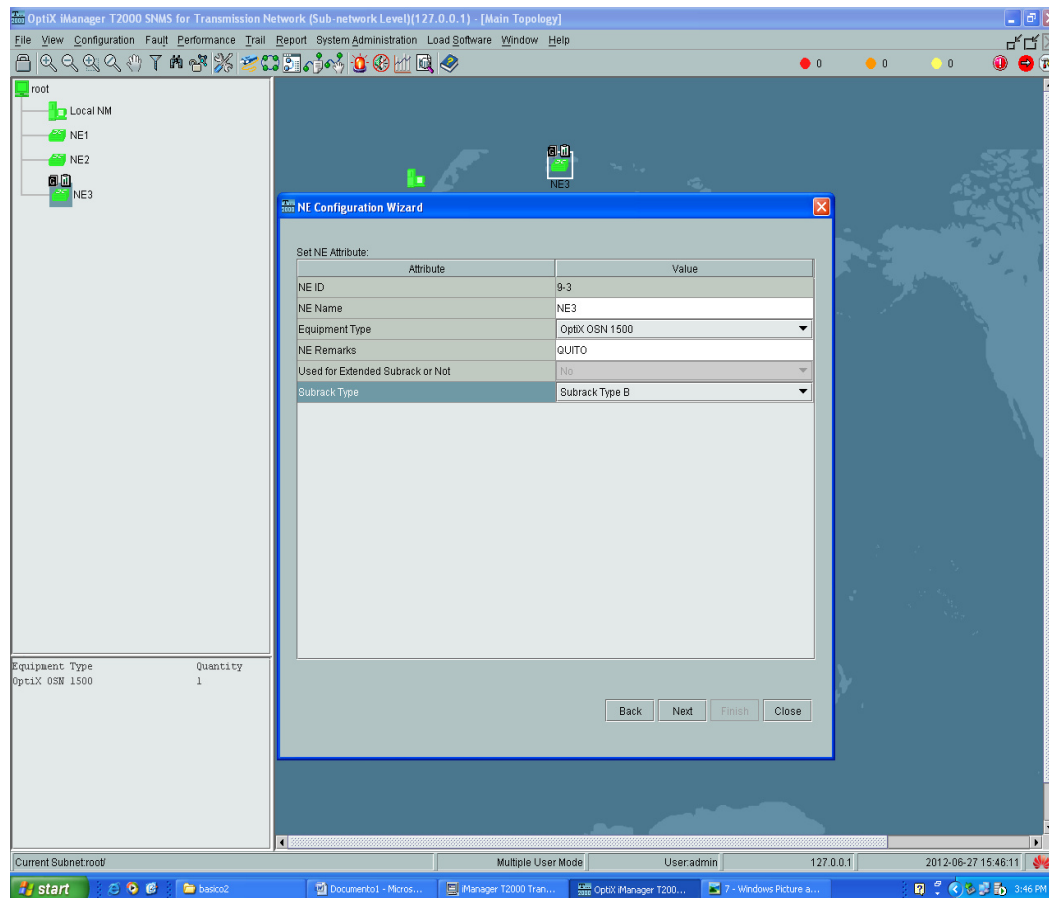 OptiX iManager T2000 SNMS for Transmission Network (Sub-network Level)(127.0.0.1) - [Main Topology]
File View Configuration Fault Performance Trail Report System Administration Load Software Window Help
0 0 0
root
Local NM
NE1
NE2
NE3
NE3
NE Configuration Wizard
Set NE Attribute:
Attribute Value
NE ID 9-3
NE Name NE3
Equipment Type OptiX OSN 1500
NE Remarks QUITO
Used for Extended Subrack or Not No
Subrack Type Subrack Type B
Equipment Type Quantity
OptiX OSN 1500 1
Back Next Finish Close
Current Subnet:root/ Multiple User Mode User:admin 127.0.0.1 2012-06-27 15:46:11
start basico2 Documento1 - Micros... iManager T2000 Tran... OptiX iManager T200... 7 - Windows Picture a... 3:46 PM